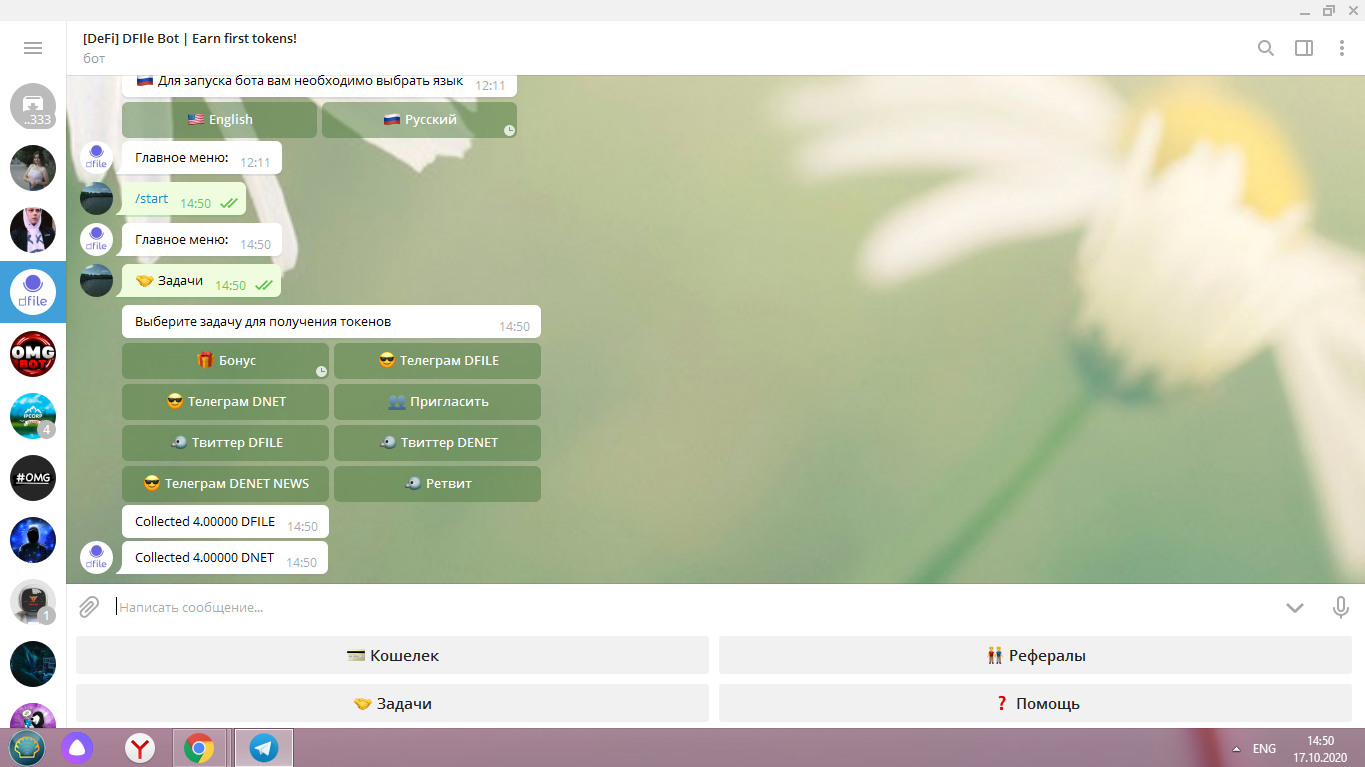 [DeFi] DFIle Bot | Earn first tokens!
бот
..333
🇷🇺 Для запуска бота вам необходимо выбрать язык 12:11
🇺🇸 English
🇷🇺 Русский
dfile
Главное меню: 12:11
/start 14:50
dfile
Главное меню: 14:50
🤝 Задачи 14:50
dfile
Выберите задачу для получения токенов 14:50
🎁 Бонус
😎 Телеграм DFILE
OMG
BOT
😎 Телеграм DNET
👥 Пригласить
IPCORP
4
🐦 Твиттер DFILE
🐦 Твиттер DENET
#OMG
😎 Телеграм DENET NEWS
🐦 Ретвит
Collected 4.00000 DFILE 14:50
dfile
Collected 4.00000 DNET 14:50
1
Написать сообщение...
💳 Кошелек
👬 Рефералы
🤝 Задачи
❓ Помощь
Y
ENG
14:50
17.10.2020